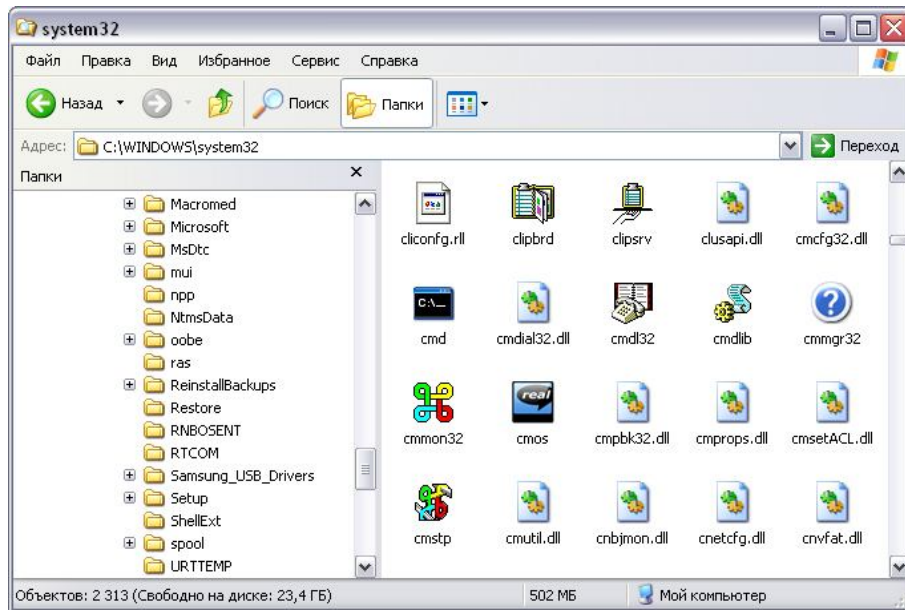 system32
Файл Правка Вид Избранное Сервис Справка
Назад Поиск Папки
Адрес: C:\WINDOWS\system32 Переход
Папки
Macromed
Microsoft
MsDtc
mui
npp
NtmsData
oobe
ras
ReinstallBackups
Restore
RNBOSENT
RTCOM
Samsung_USB_Drivers
Setup
ShellExt
spool
URTTEMP
cliconfg.rll clipbrd clipsrv clusapi.dll cmcfg32.dll
C:\_
cmd cmdial32.dll cmdl32 cmdlib cmmgr32
real
cmmon32 cmos cmpbk32.dll cmprops.dll cmsetACL.dll
cmstp cmutil.dll cnbjmon.dll cnetcfg.dll cnvfat.dll
Объектов: 2 313 (Свободно на диске: 23,4 ГБ) 502 МБ Мой компьютер